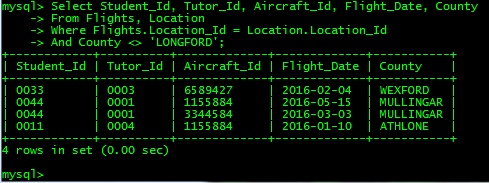 mysql> Select Student_Id, Tutor_Id, Aircraft_Id, Flight_Date, County
    -> From Flights, Location
    -> Where Flights.Location_Id = Location.Location_Id
    -> And County <> 'LONGFORD';
+------------+----------+-------------+-------------+-----------+
| Student_Id | Tutor_Id | Aircraft_Id | Flight_Date | County    |
+------------+----------+-------------+-------------+-----------+
| 0033       | 0003     | 6589427     | 2016-02-04  | WEXFORD   |
| 0044       | 0001     | 1155884     | 2016-05-15  | MULLINGAR |
| 0044       | 0001     | 3344584     | 2016-03-03  | MULLINGAR |
| 0011       | 0004     | 1155884     | 2016-01-10  | ATHLONE   |
+------------+----------+-------------+-------------+-----------+
4 rows in set (0.00 sec)
mysql>